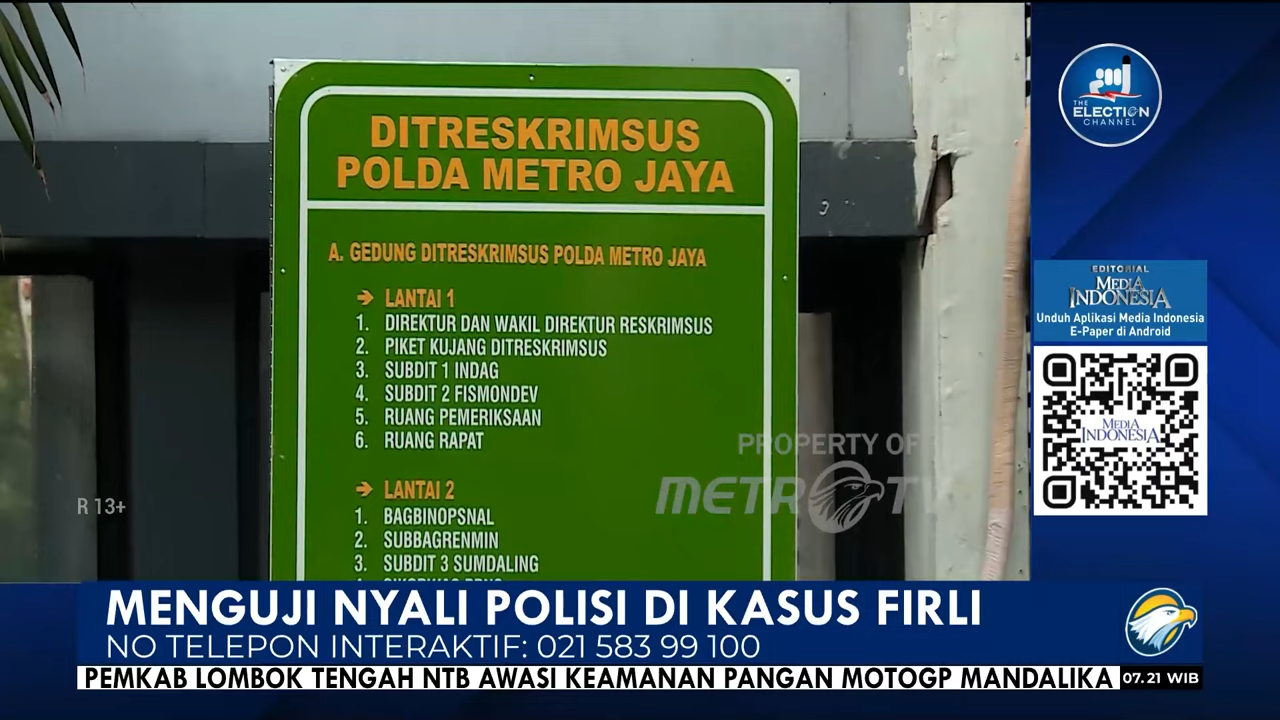 DITRESKRIMSUS
POLDA METRO JAYA
A. GEDUNG DITRESKRIMSUS POLDA METRO JAYA
→ LANTAI 1
1. DIREKTUR DAN WAKIL DIREKTUR RESKRIMSUS
2. PIKET KUJANG DITRESKRIMSUS
3. SUBDIT 1 INDAG
4. SUBDIT 2 FISMONDEV
5. RUANG PEMERIKSAAN
6. RUANG RAPAT
→ LANTAI 2
1. BAGBINOPSNAL
2. SUBBAGRENMIN
3. SUBDIT 3 SUMDALING
PROPERTY OF
METRO TV
R 13+
THE
ELECTION
CHANNEL
EDITORIAL
MEDIA
INDONESIA
Unduh Aplikasi Media Indonesia
E-Paper di Android
MEDIA
INDONESIA
MENGUJI NYALI POLISI DI KASUS FIRLI
NO TELEPON INTERAKTIF: 021 583 99 100
PEMKAB LOMBOK TENGAH NTB AWASI KEAMANAN PANGAN MOTOGP MANDALIKA
07.21 WIB